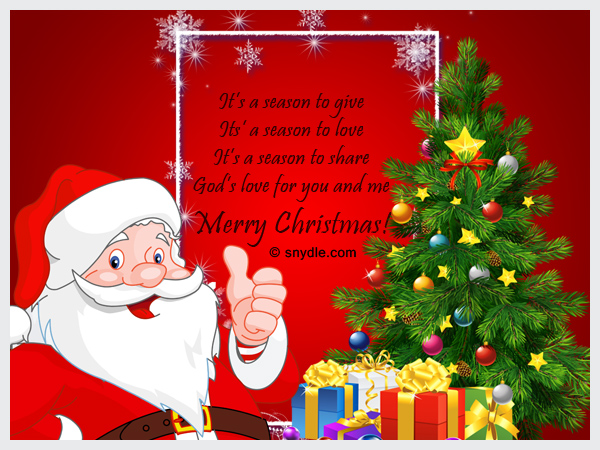 It's a season to give
Its' a season to love
It's a season to share
God's love for you and me
Merry Christmas!
© snydle.com